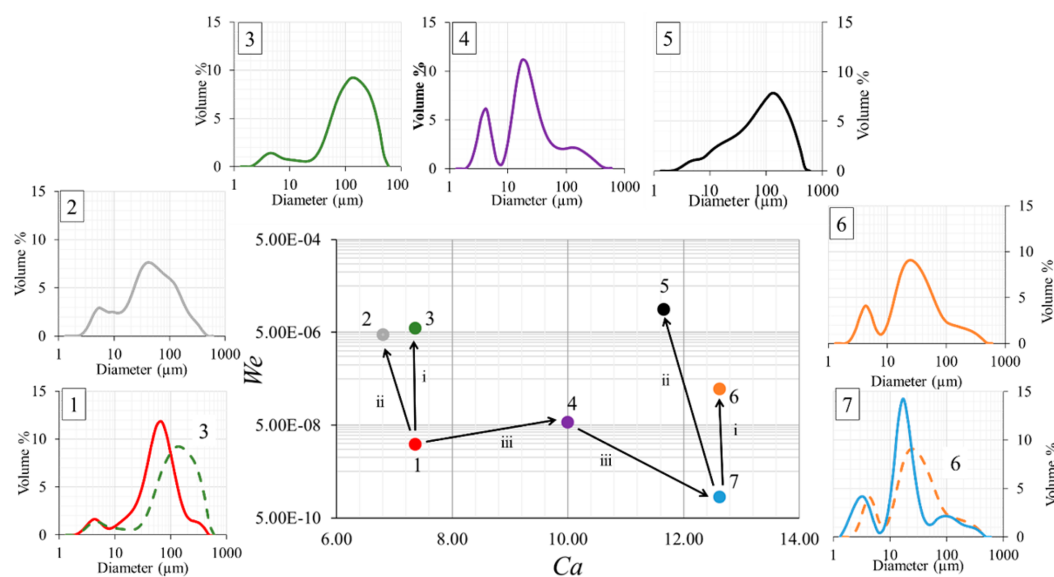 3
15
10
5
0
Volume %
1 10 100 1000
Diameter (µm)
4
15
10
5
0
Volume %
1 10 100 1000
Diameter (µm)
5
15
10
5
0
Volume %
1 10 100 1000
Diameter (µm)
2
15
10
5
0
Volume %
1 10 100 1000
Diameter (µm)
6
15
10
5
0
Volume %
1 10 100 1000
Diameter (µm)
5.00E-04
5.00E-06
5.00E-08
5.00E-10
We
2
3
5
i
ii
ii
6
i
4
iii
iii
1
7
6.00 8.00 10.00 12.00 14.00
Ca
1
3
15
10
5
0
Volume %
1 10 100 1000
Diameter (µm)
7
6
15
10
5
0
Volume %
1 10 100 1000
Diameter (µm)